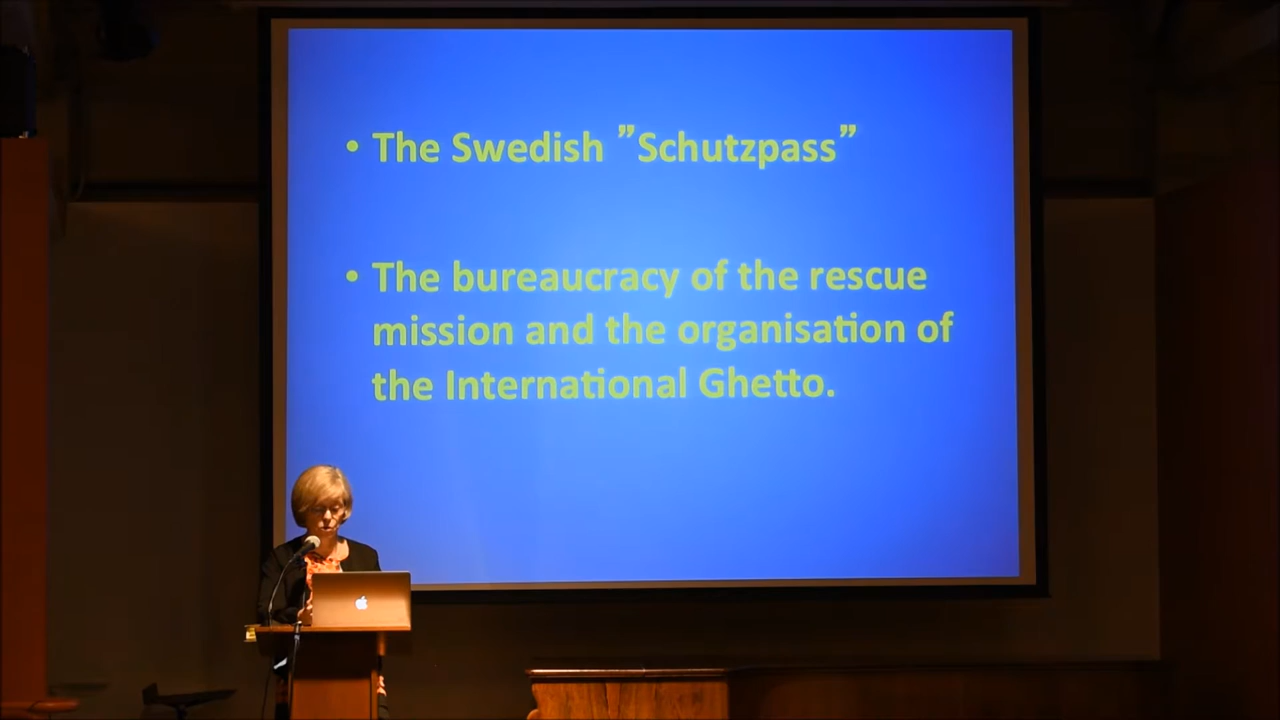 • The Swedish ”Schutzpass”
• The bureaucracy of the rescue
mission and the organisation of
the International Ghetto.